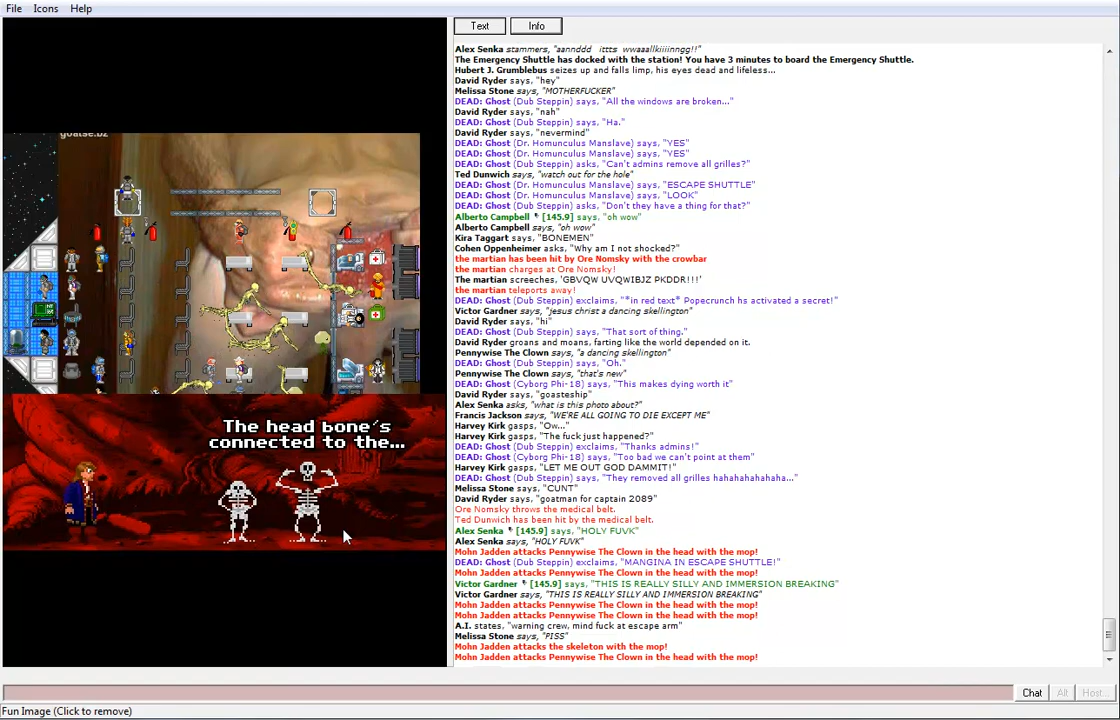 File Icons Help
Text Info
Alex Senka stammers, "aannddd ittts wwaaallkiiiinngg!!"
The Emergency Shuttle has docked with the station! You have 3 minutes to board the Emergency Shuttle.
Hubert J. Grumblebus seizes up and falls limp, his eyes dead and lifeless...
David Ryder says, "hey"
Melissa Stone says, "MOTHERFUCKER"
DEAD: Ghost (Dub Steppin) says, "All the windows are broken..."
David Ryder says, "nah"
DEAD: Ghost (Dub Steppin) says, "Ha."
David Ryder says, "nevermind"
DEAD: Ghost (Dr. Homunculus Manslave) says, "YES"
DEAD: Ghost (Dr. Homunculus Manslave) says, "YES"
DEAD: Ghost (Dub Steppin) asks, "Can't admins remove all grilles?"
Ted Dunwich says, "watch out for the hole"
DEAD: Ghost (Dr. Homunculus Manslave) says, "ESCAPE SHUTTLE"
DEAD: Ghost (Dr. Homunculus Manslave) says, "LOOK"
DEAD: Ghost (Dub Steppin) asks, "Don't they have a thing for that?"
Alberto Campbell [145.9] says, "oh wow"
Alberto Campbell says, "oh wow"
Kira Taggart says, "BONEMEN"
Cohen Oppenheimer asks, "Why am I not shocked?"
the martian has been hit by Ore Nomsky with the crowbar
the martian charges at Ore Nomsky!
The martian screeches, 'GBVQW UVQWIBJZ PKDDR!!!'
the martian teleports away!
DEAD: Ghost (Dub Steppin) exclaims, "*in red text* Popecrunch hs activated a secret!"
Victor Gardner says, "jesus christ a dancing skellington"
David Ryder says, "hi"
DEAD: Ghost (Dub Steppin) says, "That sort of thing."
David Ryder groans and moans, farting like the world depended on it.
Pennywise The Clown says, "a dancing skellington"
DEAD: Ghost (Dub Steppin) says, "Oh."
Pennywise The Clown says, "that's new"
DEAD: Ghost (Cyborg Phi-18) says, "This makes dying worth it"
David Ryder says, "goasteship"
Alex Senka asks, "what is this photo about?"
Francis Jackson says, "WE'RE ALL GOING TO DIE EXCEPT ME"
Harvey Kirk gasps, "Ow..."
Harvey Kirk gasps, "The fuck just happened?"
DEAD: Ghost (Dub Steppin) exclaims, "Thanks admins!"
DEAD: Ghost (Cyborg Phi-18) says, "Too bad we can't point at them"
Harvey Kirk gasps, "LET ME OUT GOD DAMMIT!"
DEAD: Ghost (Dub Steppin) says, "They removed all grilles hahahahahahaha..."
Melissa Stone says, "CUNT"
David Ryder says, "goatman for captain 2089"
Ore Nomsky throws the medical belt.
Ted Dunwich has been hit by the medical belt.
Alex Senka [145.9] says, "HOLY FUVK"
Alex Senka says, "HOLY FUVK"
Mohn Jadden attacks Pennywise The Clown in the head with the mop!
DEAD: Ghost (Dub Steppin) exclaims, "MANGINA IN ESCAPE SHUTTLE!"
Mohn Jadden attacks Pennywise The Clown in the head with the mop!
Victor Gardner [145.9] says, "THIS IS REALLY SILLY AND IMMERSION BREAKING"
Victor Gardner says, "THIS IS REALLY SILLY AND IMMERSION BREAKING"
Mohn Jadden attacks Pennywise The Clown in the head with the mop!
Mohn Jadden attacks Pennywise The Clown in the head with the mop!
A.I. states, "warning crew, mind fuck at escape arm"
Melissa Stone says, "PISS"
Mohn Jadden attacks the skeleton with the mop!
Mohn Jadden attacks Pennywise The Clown in the head with the mop!
goatse.bz
The head bone's
connected to the...
Chat Alt Host...
Fun Image (Click to remove)